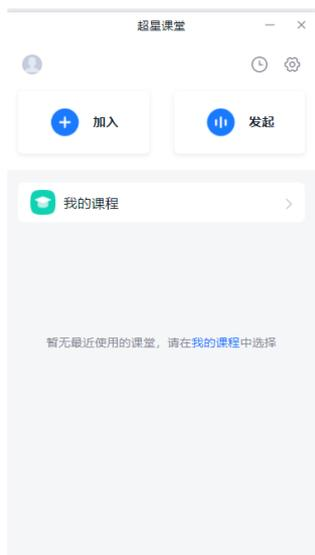 超星课堂
加入
发起
我的课程
暂无最近使用的课堂，请在我的课程中选择